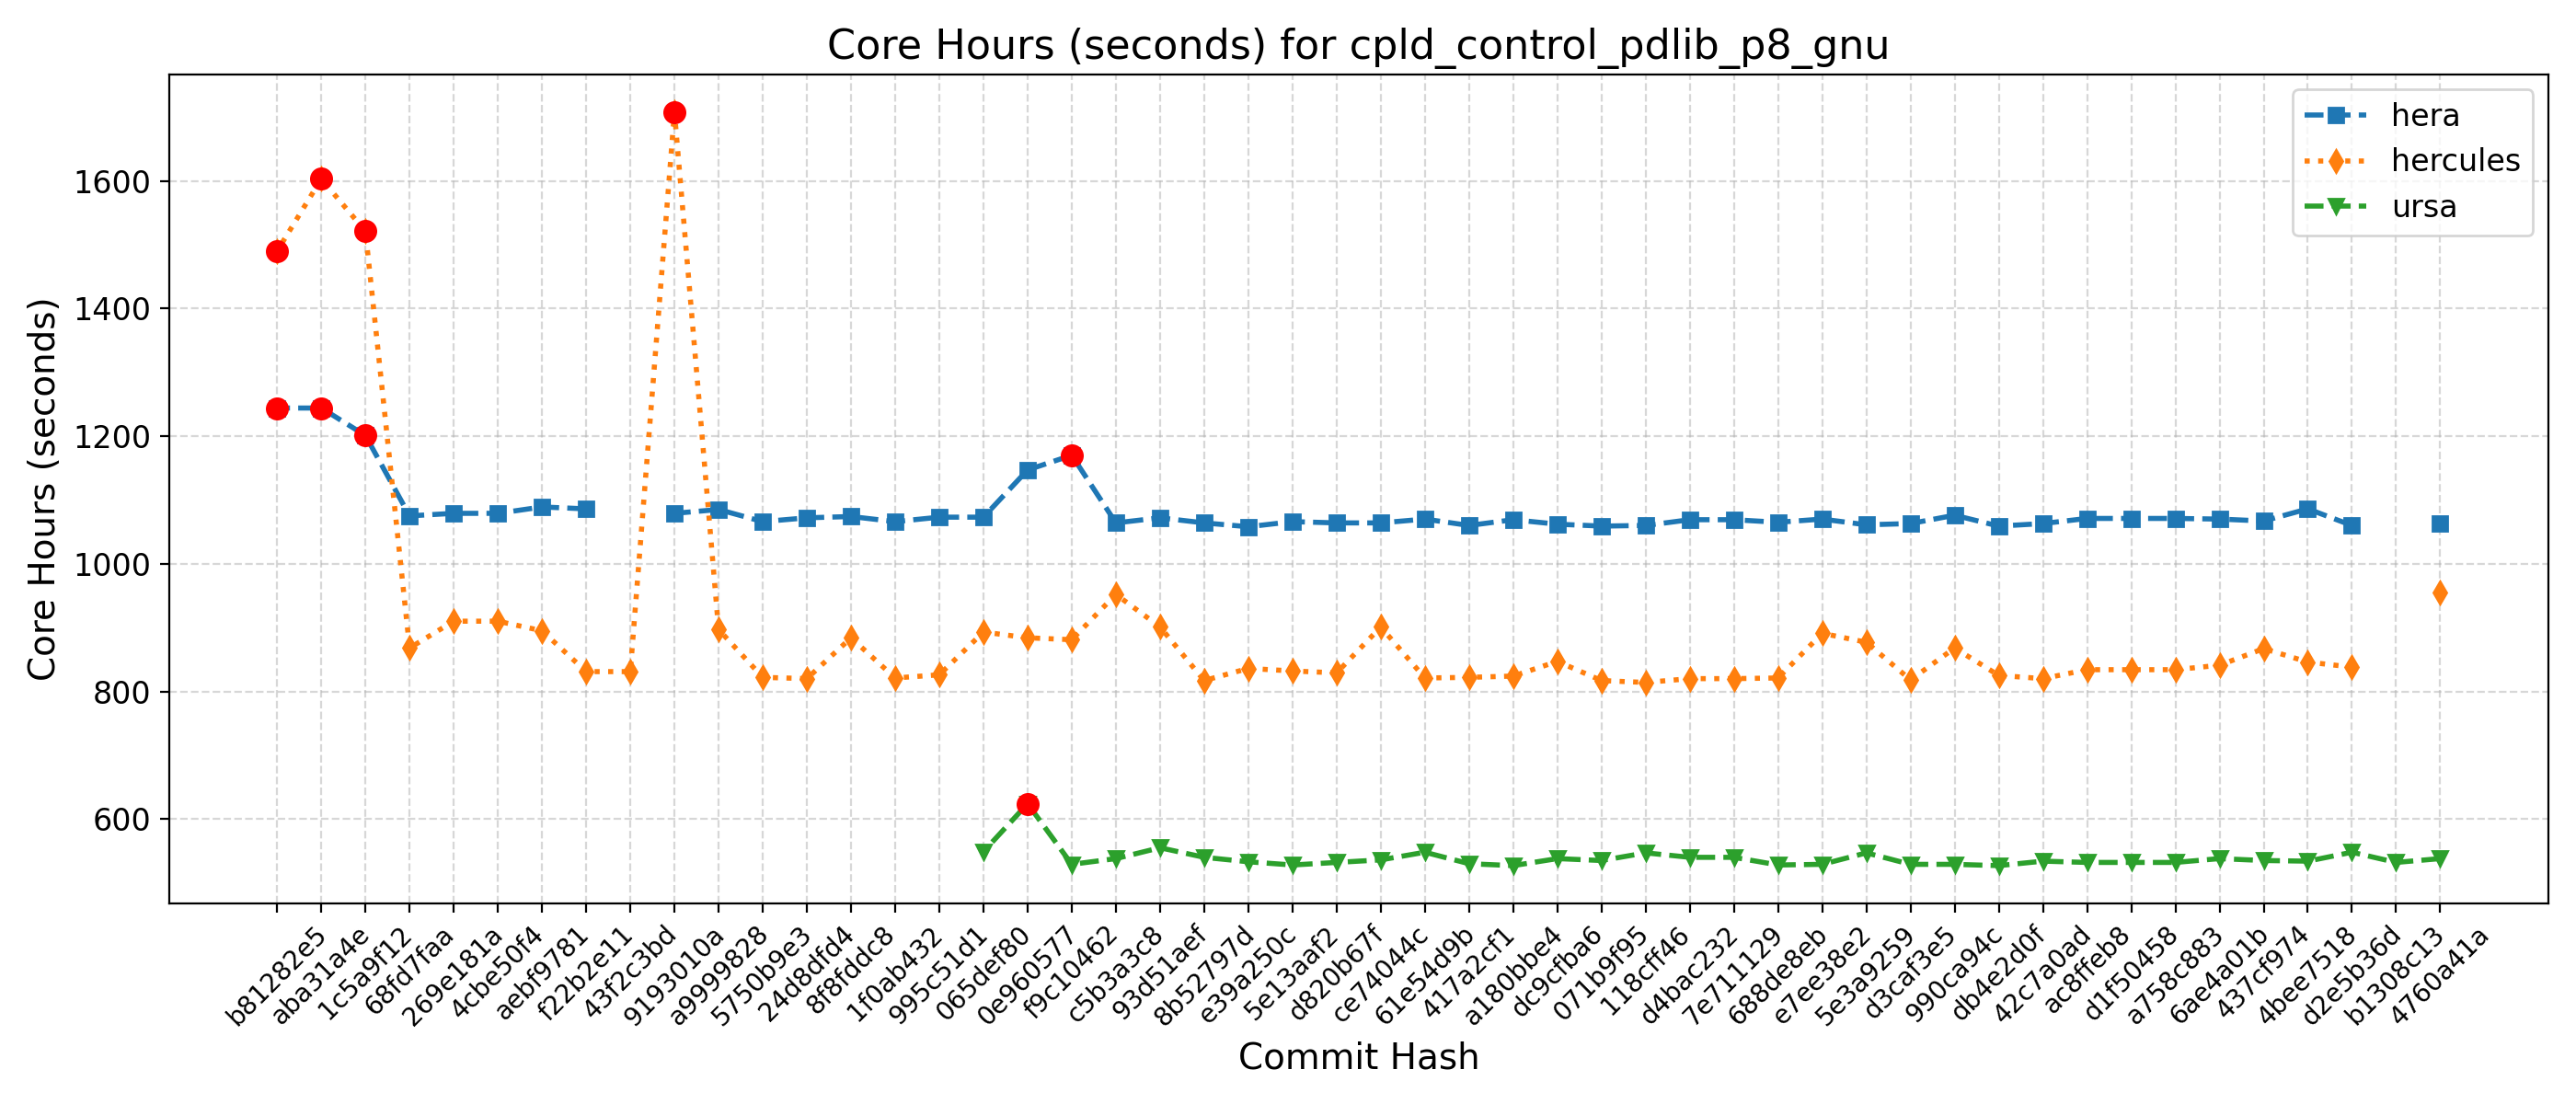 Core Hours (seconds) for cpld_control_pdlib_p8_gnu
hera
hercules
ursa
Core Hours (seconds)
1600
1400
1200
1000
800
600
b81282e5
aba31a4e
1c5a9f12
68fd7faa
269e181a
4cbe50f4
aebf9781
f22b2e11
43f2c3bd
9193010a
a9999828
5750b9e3
24d8dfd4
8f8fddc8
1f0ab432
995c51d1
065def80
0e960577
f9c10462
c5b3a3c8
93d51aef
8b52797d
e39a250c
5e13aaf2
d820b67f
ce74044c
61e54d9b
417a2cf1
a180bbe4
dc9cfba6
071b9f95
118cff46
d4bac232
7e711129
688de8eb
e7ee38e2
5e3a9259
d3caf3e5
990ca94c
db4e2d0f
42c7a0ad
ac8ffeb8
d1f50458
a758c883
6ae4a01b
437cf974
4bee7518
d2e5b36d
b1308c13
4760a41a
Commit Hash